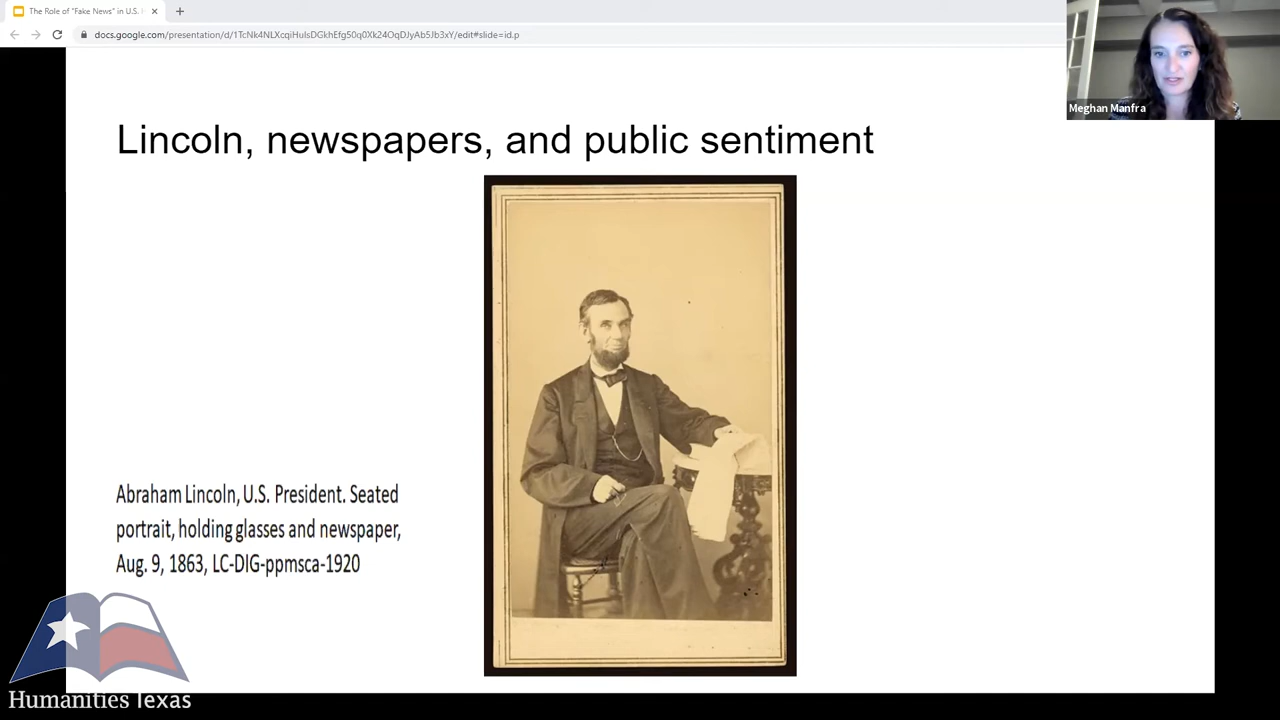 The Role of "Fake News" in U.S. H
docs.google.com/presentation/d/1TcNk4NLXcqiHulsDGkhEfg50q0Xk24OqDJyAb5Jb3xY/edit#slide=id.p
Meghan Manfra
Lincoln, newspapers, and public sentiment
Abraham Lincoln, U.S. President. Seated
portrait, holding glasses and newspaper,
Aug. 9, 1863, LC-DIG-ppmsca-1920
Humanities Texas